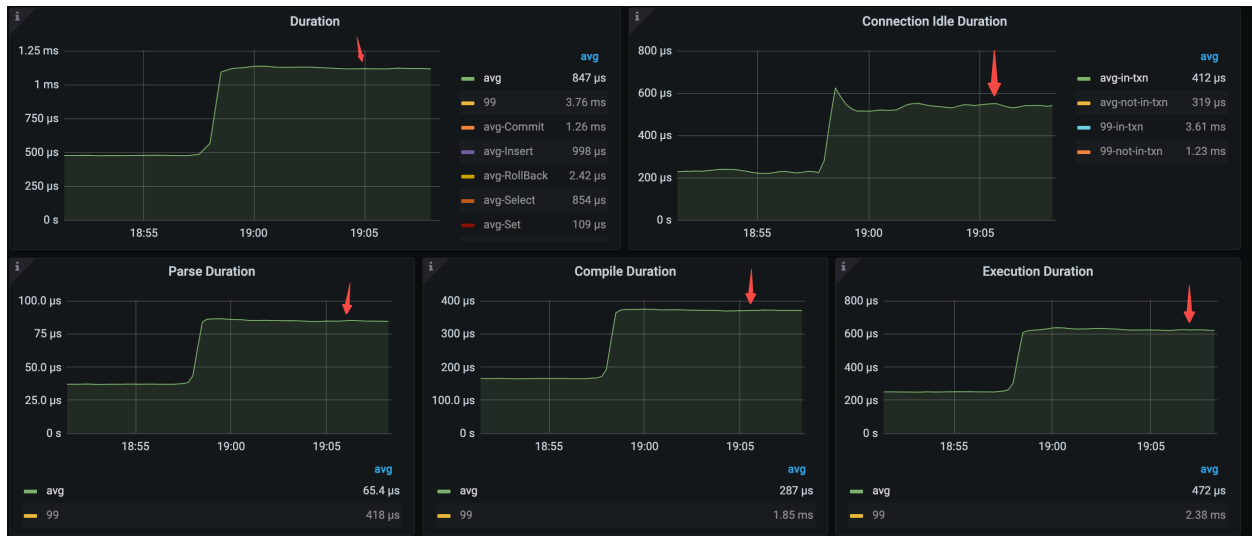 Duration
1.25 ms
1 ms
750 µs
500 µs
250 µs
0 s
18:55
19:00
19:05
avg
avg 847 µs
99 3.76 ms
avg-Commit 1.26 ms
avg-Insert 998 µs
avg-RollBack 2.42 µs
avg-Select 854 µs
avg-Set 109 µs
Connection Idle Duration
800 µs
600 µs
400 µs
200 µs
0 s
18:55
19:00
19:05
avg
avg-in-txn 412 µs
avg-not-in-txn 319 µs
99-in-txn 3.61 ms
99-not-in-txn 1.23 ms
Parse Duration
100.0 µs
75 µs
50.0 µs
25.0 µs
0 s
18:55
19:00
19:05
avg
avg 65.4 µs
99 418 µs
Compile Duration
400 µs
300 µs
200 µs
100.0 µs
0 s
18:55
19:00
19:05
avg
avg 287 µs
99 1.85 ms
Execution Duration
800 µs
600 µs
400 µs
200 µs
0 s
18:55
19:00
19:05
avg
avg 472 µs
99 2.38 ms